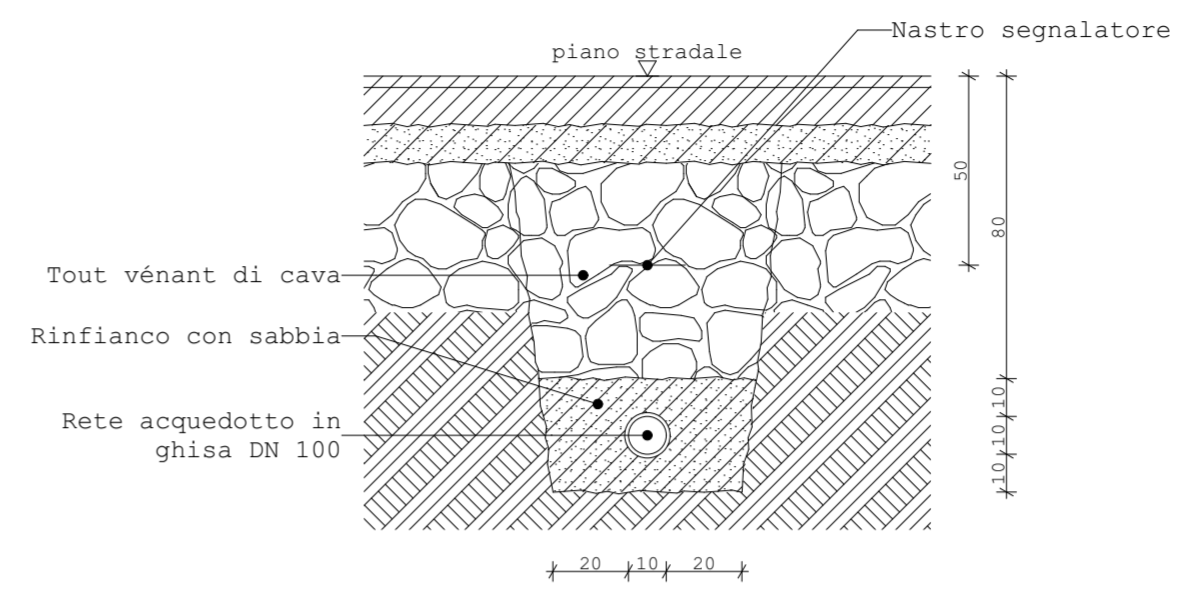 Nastro segnalatore
piano stradale
50
80
Tout vénant di cava
Rinfianco con sabbia
Rete acquedotto in
ghisa DN 100
10
10
10
20
10
20